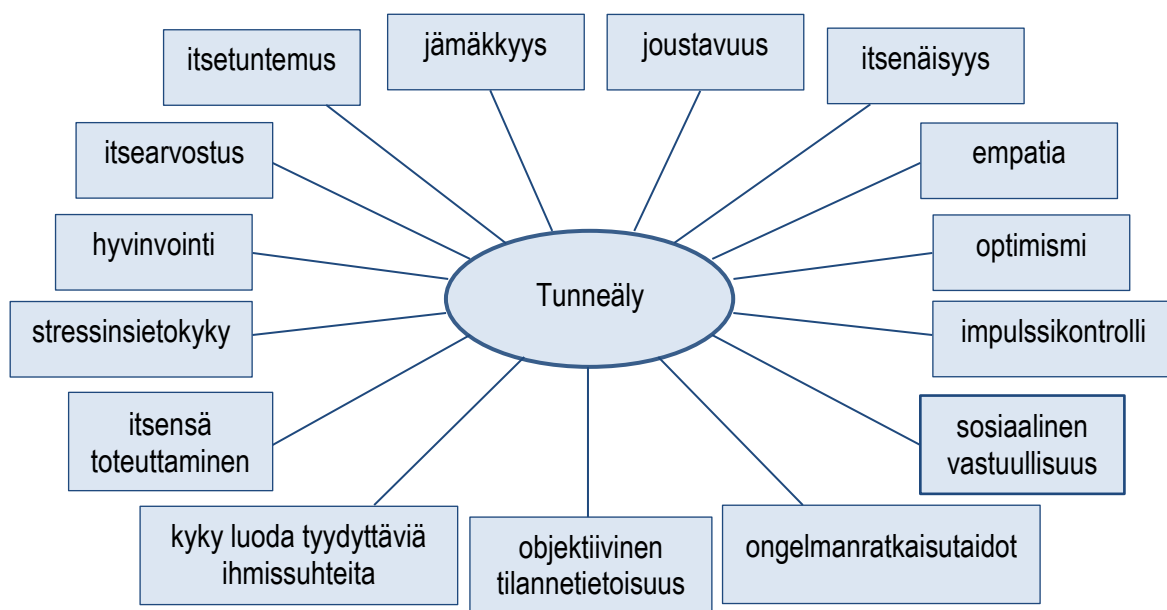 itsetuntemus
jämäkkyys
joustavuus
itsenäisyys
itsearvostus
empatia
hyvinvointi
optimismi
Tunneäly
stressinsietokyky
impulssikontrolli
itsensä
toteuttaminen
sosiaalinen
vastuullisuus
kyky luoda tyydyttäviä
ihmissuhteita
objektiivinen
tilannetietoisuus
ongelmanratkaisutaidot